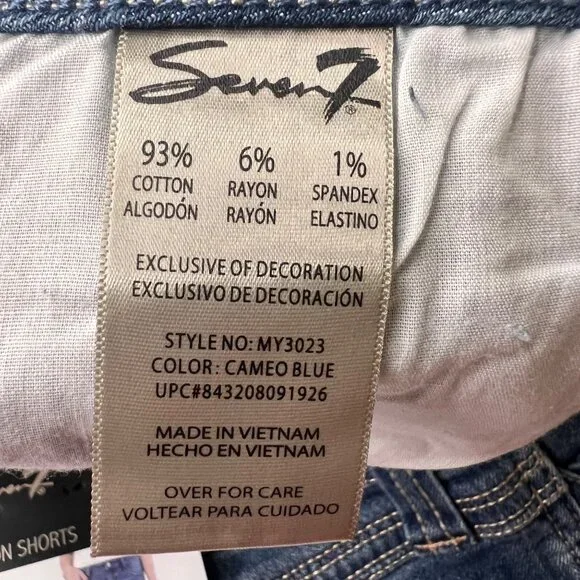 Seven7®
93% 6% 1%
COTTON RAYON SPANDEX
ALGODÓN RAYÓN ELASTINO
EXCLUSIVE OF DECORATION
EXCLUSIVO DE DECORACIÓN
STYLE NO: MY3023
COLOR: CAMEO BLUE
UPC#843208091926
MADE IN VIETNAM
HECHO EN VIETNAM
OVER FOR CARE
VOLTEAR PARA CUIDADO
SHORTS